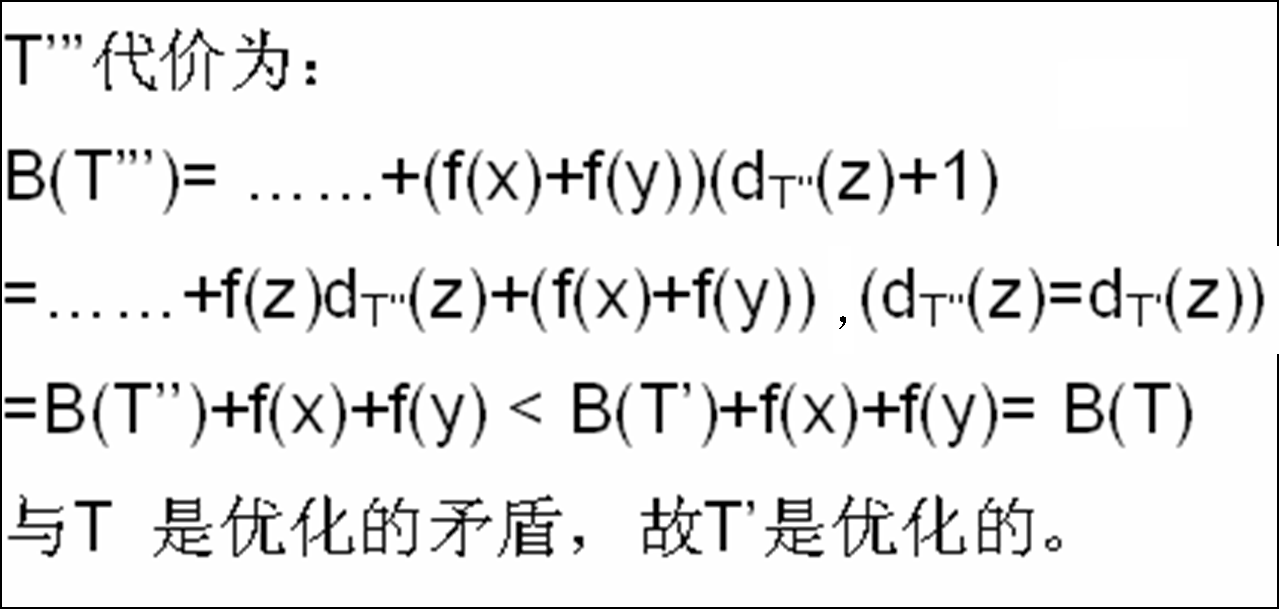 T’’’代价为：
B(T’’’)= ……+(f(x)+f(y))(dT''(z)+1)
=……+f(z)dT''(z)+(f(x)+f(y)) ,(dT''(z)=dT'(z))
=B(T’’)+f(x)+f(y) < B(T’)+f(x)+f(y)= B(T)
与T 是优化的矛盾，故T’是优化的。